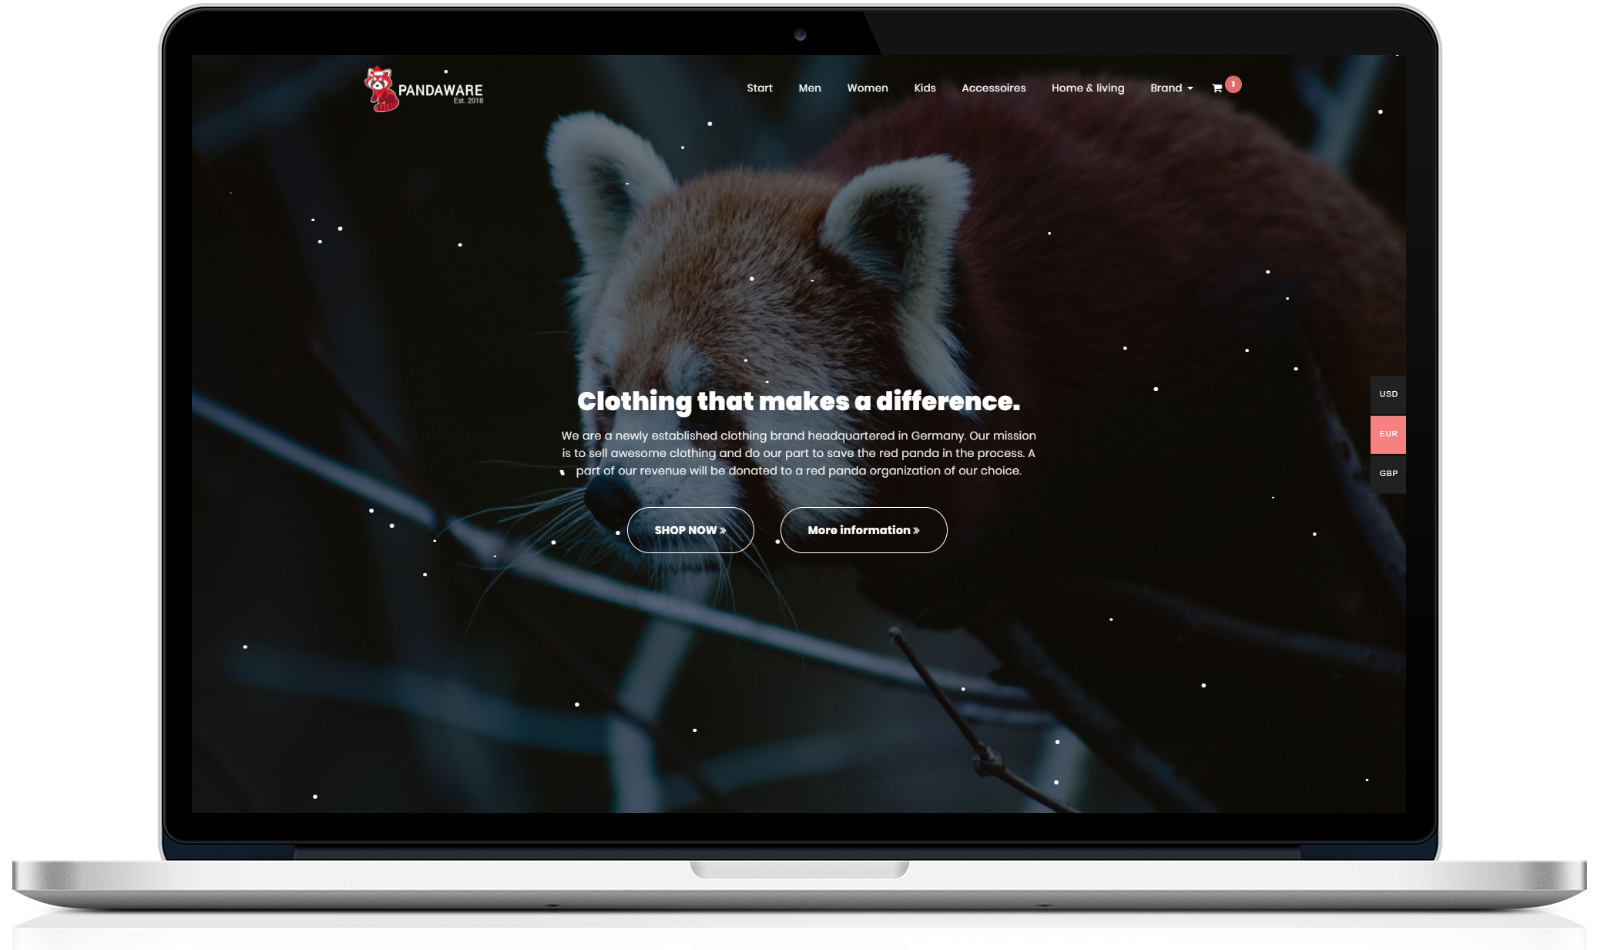 PANDAWARE
Est. 2018
Start Men Women Kids Accessoires Home & living Brand 1
Clothing that makes a difference.
We are a newly established clothing brand headquartered in Germany. Our mission
is to sell awesome clothing and do our part to save the red panda in the process. A
part of our revenue will be donated to a red panda organization of our choice.
SHOP NOW » More information »
USD
EUR
GBP